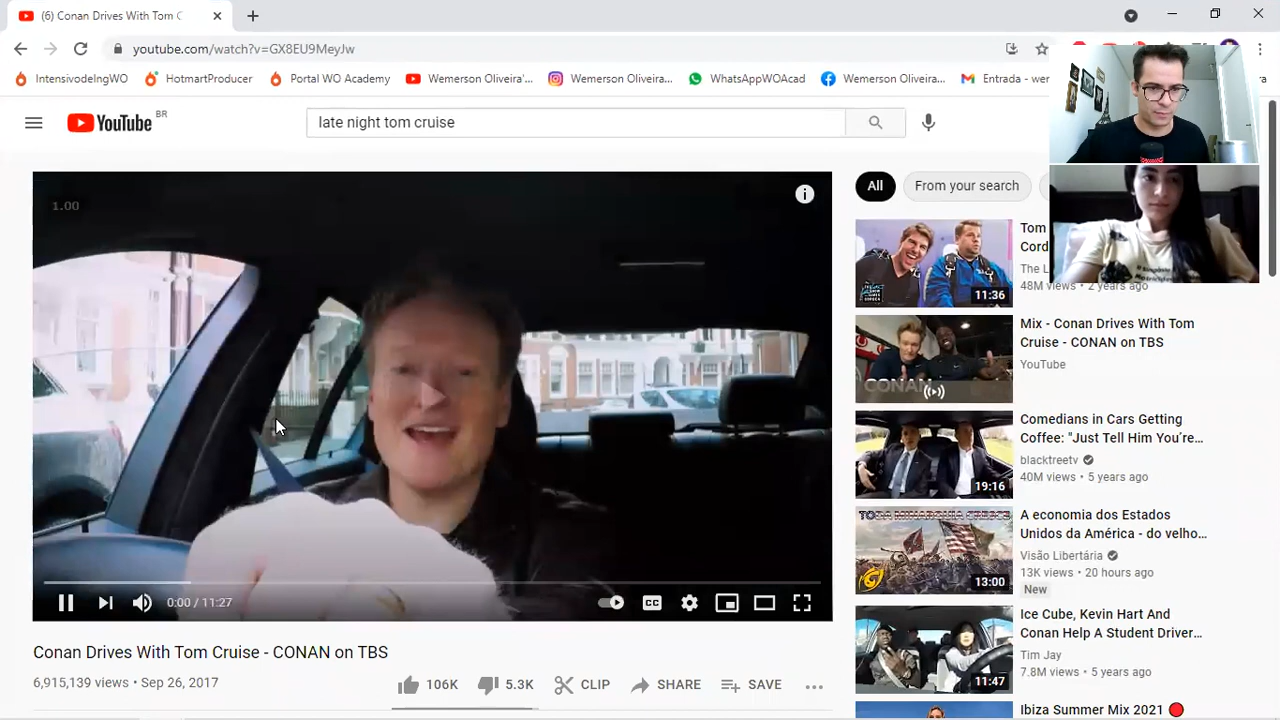 (6) Conan Drives With Tom C
youtube.com/watch?v=GX8EU9MeyJw
IntensivodeIngWO
HotmartProducer
Portal WO Academy
Wemerson Oliveira'...
Wemerson Oliveira...
WhatsAppWOAcad
Wemerson Oliveira...
Entrada - wer
YouTube BR
late night tom cruise
1.00
All
From your search
Tom
Cord
The L
48M views • 2 years ago
11:36
Mix - Conan Drives With Tom
Cruise - CONAN on TBS
YouTube
CONAN
Comedians in Cars Getting
Coffee: "Just Tell Him You're...
blacktreetv
40M views • 5 years ago
19:16
A economia dos Estados
Unidos da América - do velho...
Visão Libertária
13K views • 20 hours ago
New
TODA MINARQUIA CRESCE
13:00
Ice Cube, Kevin Hart And
Conan Help A Student Driver...
Tim Jay
7.8M views • 5 years ago
11:47
Ibiza Summer Mix 2021
0:00 / 11:27
CC
Conan Drives With Tom Cruise - CONAN on TBS
6,915,139 views • Sep 26, 2017
106K
5.3K
CLIP
SHARE
SAVE